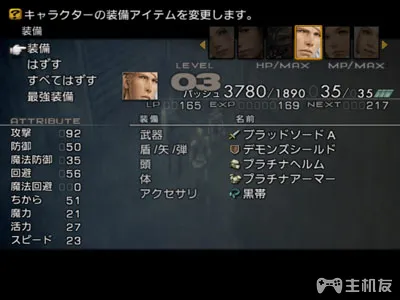 キャラクターの装備アイテムを変更します。
装備
装備
はずす
すべてはずす
最強装備
LEVEL 03
HP/MAX
MP/MAX
バッシュ 3780/1890 35/35
LP 165 EXP 169 NEXT 217
ATTRIBUTE
攻撃 092
防御 050
魔法防御 035
回避 056
魔法回避 000
ちから 51
魔力 21
活力 27
スピード 23
装備 名前
武器 ブラッドソードA
盾/矢/弾 デモンズシールド
頭 プラチナヘルム
体 プラチナアーマー
アクセサリ 黒帯
主机友